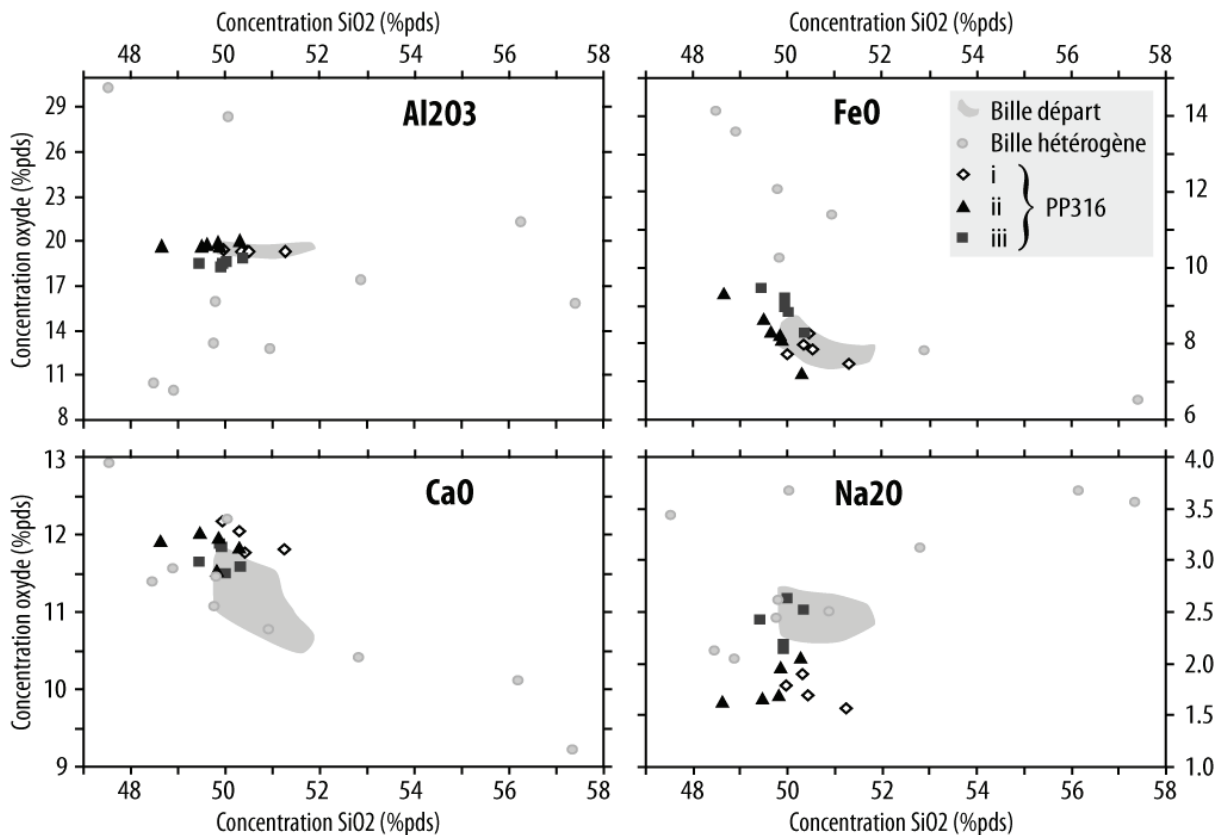 Concentration SiO2 (%pds)
48 50 52 54 56 58
Concentration SiO2 (%pds)
48 50 52 54 56 58
Concentration oxyde (%pds)
29
26
23
20
17
14
11
8
Al2O3
FeO
Bille départ
Bille hétérogène
i
ii
iii
PP316
14
12
10
8
6
Concentration oxyde (%pds)
13
12
11
10
9
CaO
Na2O
4.0
3.5
3.0
2.5
2.0
1.5
1.0
48 50 52 54 56 58
Concentration SiO2 (%pds)
48 50 52 54 56 58
Concentration SiO2 (%pds)